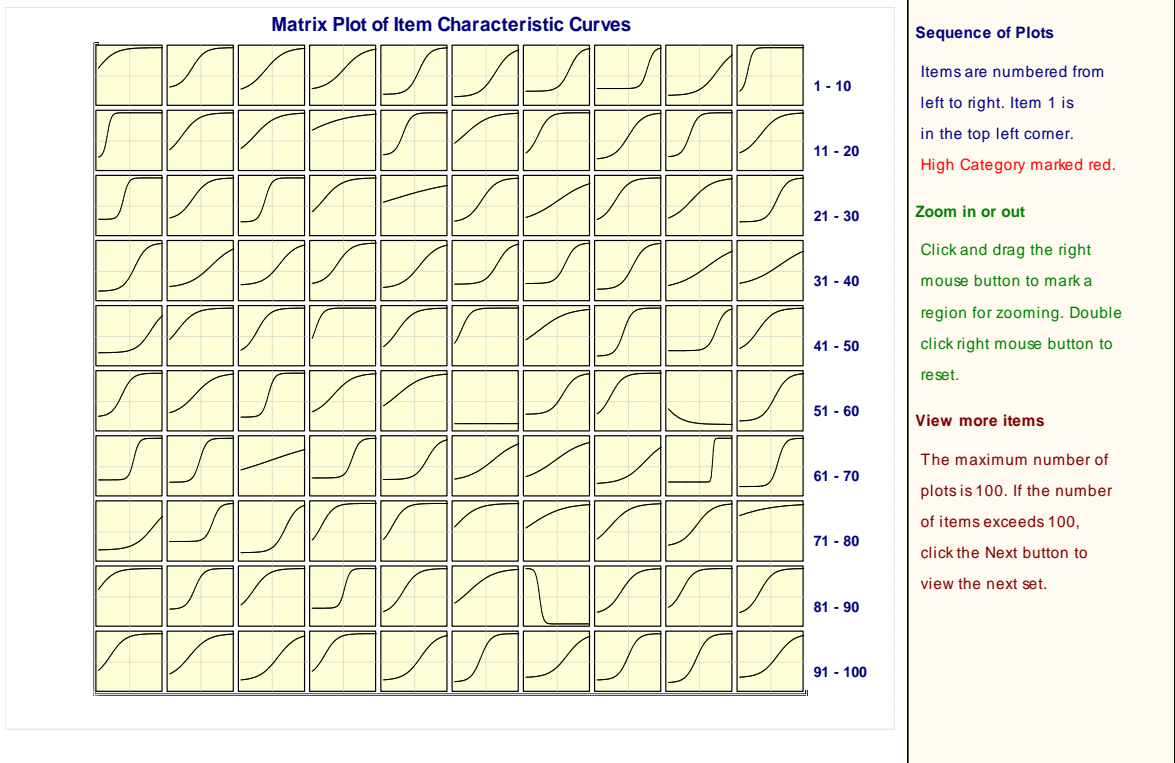 Matrix Plot of Item Characteristic Curves
1 - 10
11 - 20
21 - 30
31 - 40
41 - 50
51 - 60
61 - 70
71 - 80
81 - 90
91 - 100
Sequence of Plots
Items are numbered from
left to right. Item 1 is
in the top left corner.
High Category marked red.
Zoom in or out
Click and drag the right
mouse button to mark a
region for zooming. Double
click right mouse button to
reset.
View more items
The maximum number of
plots is 100. If the number
of items exceeds 100,
click the Next button to
view the next set.